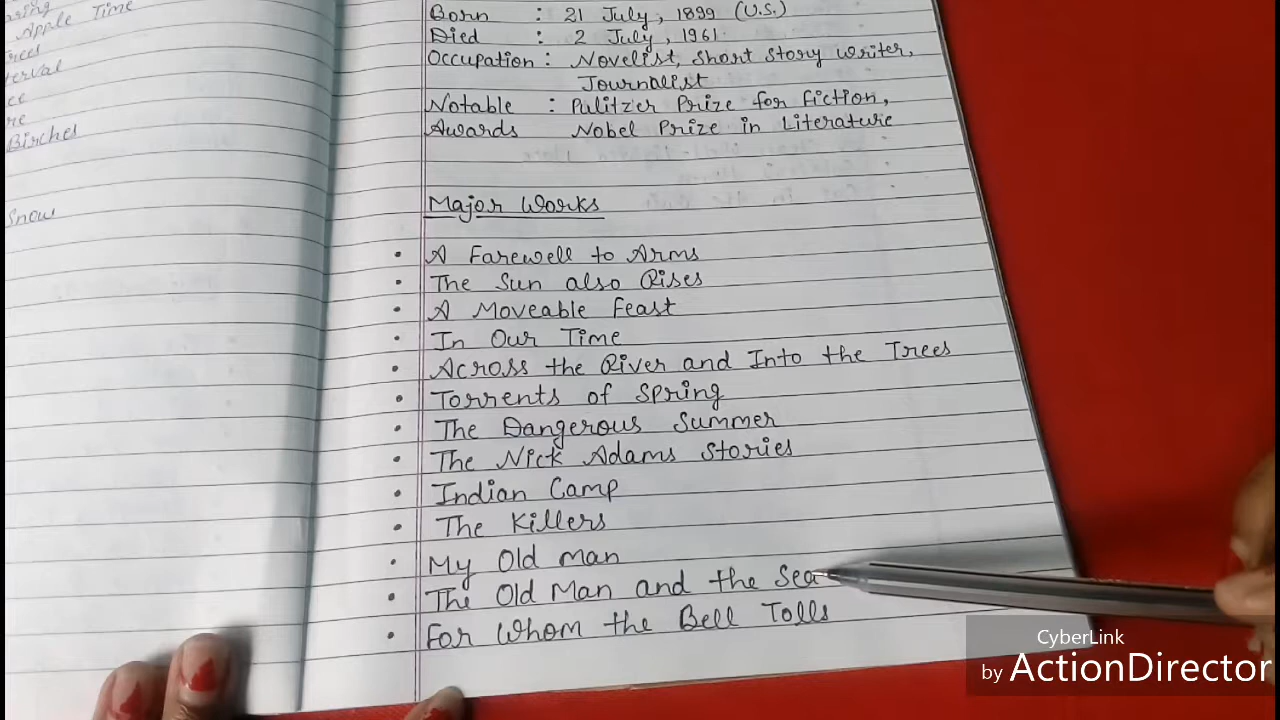 Apple Time
Trees
Birches
Snow
Born : 21 July, 1899 (U.S.)
Died : 2 July, 1961.
Occupation : Novelist, Short Story writer,
Journalist
Notable : Pulitzer Prize for fiction,
Awards Nobel Prize in Literature
Major Works
• A Farewell to Arms
• The Sun also Rises
• A Moveable Feast
• In Our Time
• Across the River and Into the Trees
• Torrents of Spring
• The Dangerous Summer
• The Nick Adams Stories
• Indian Camp
• The Killers
• My Old Man
• The Old Man and the Sea
• For Whom the Bell Tolls
CyberLink
by ActionDirector